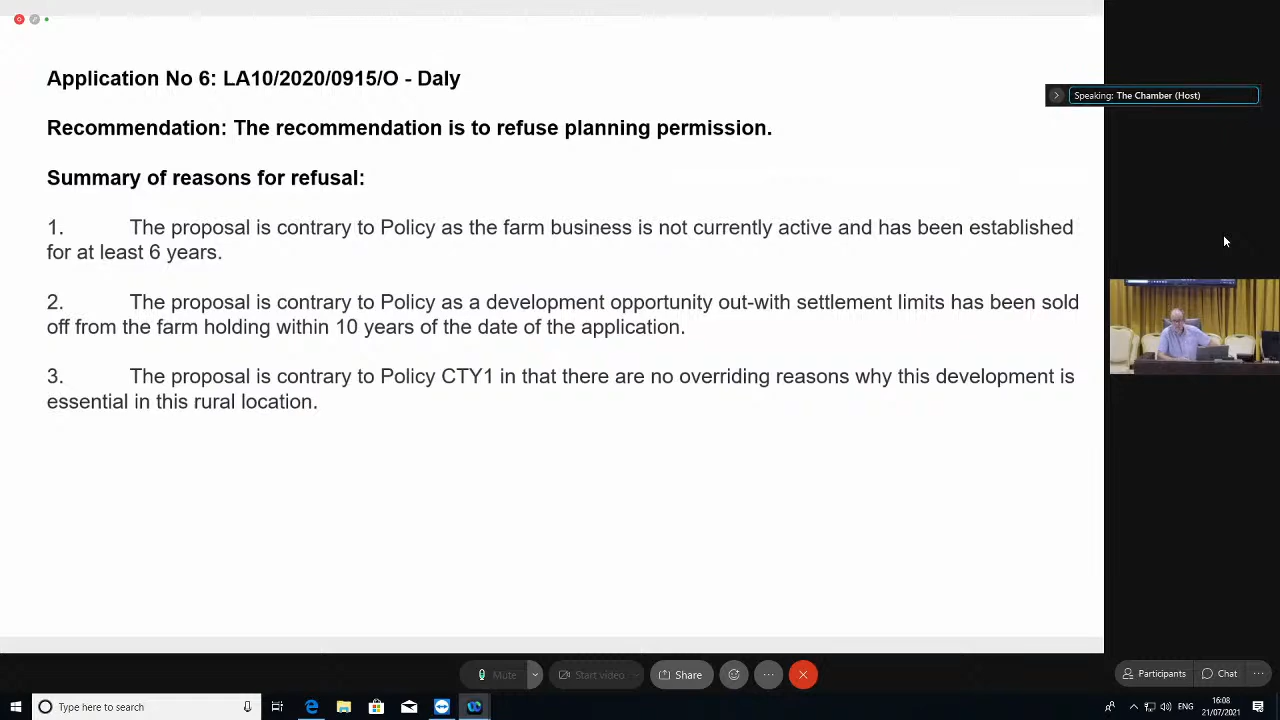 Application No 6: LA10/2020/0915/O - Daly
Speaking: The Chamber (Host)
Recommendation: The recommendation is to refuse planning permission.
Summary of reasons for refusal:
1. The proposal is contrary to Policy as the farm business is not currently active and has been established
for at least 6 years.
2. The proposal is contrary to Policy as a development opportunity out-with settlement limits has been sold
off from the farm holding within 10 years of the date of the application.
3. The proposal is contrary to Policy CTY1 in that there are no overriding reasons why this development is
essential in this rural location.
Mute
Start video
Share
Participants
Chat
Type here to search
ENG
16:08
21/07/2021